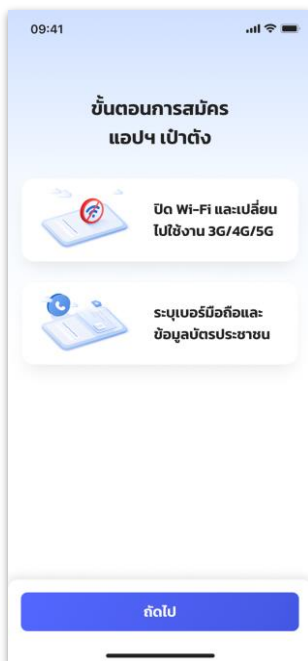 09:41
ขั้นตอนการสมัคร
แอปฯ เป๋าตัง
ปิด Wi-Fi และเปลี่ยน
ไปใช้งาน 3G/4G/5G
ระบุเบอร์มือถือและ
ข้อมูลบัตรประชาชน
ถัดไป